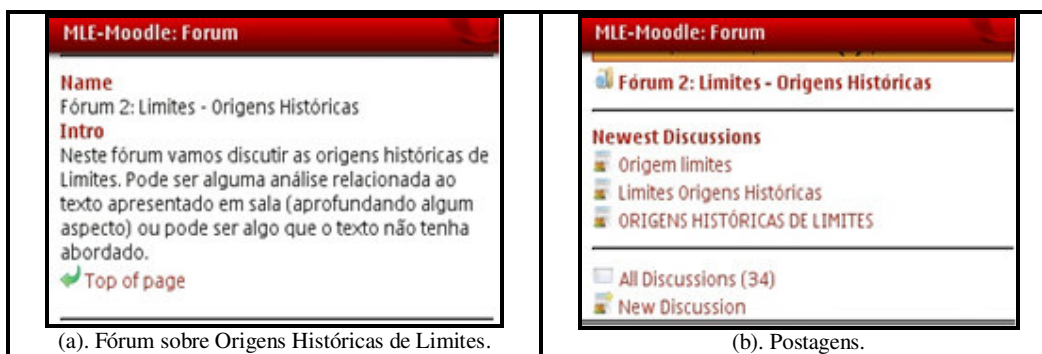 MLE-Moodle: Forum
Name
Fórum 2: Limites - Origens Históricas
Intro
Neste fórum vamos discutir as origens históricas de
Limites. Pode ser alguma análise relacionada ao
texto apresentado em sala (aprofundando algum
aspecto) ou pode ser algo que o texto não tenha
abordado.
Top of page
(a). Fórum sobre Origens Históricas de Limites.
MLE-Moodle: Forum
Fórum 2: Limites - Origens Históricas
Newest Discussions
Origem limites
Limites Origens Históricas
ORIGENS HISTÓRICAS DE LIMITES
All Discussions (34)
New Discussion
(b). Postagens.